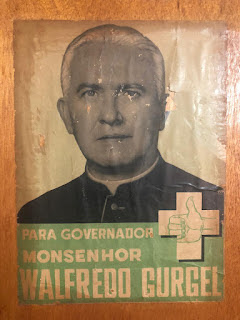 PARA GOVERNADOR
MONSENHOR
WALFREDO GURGEL